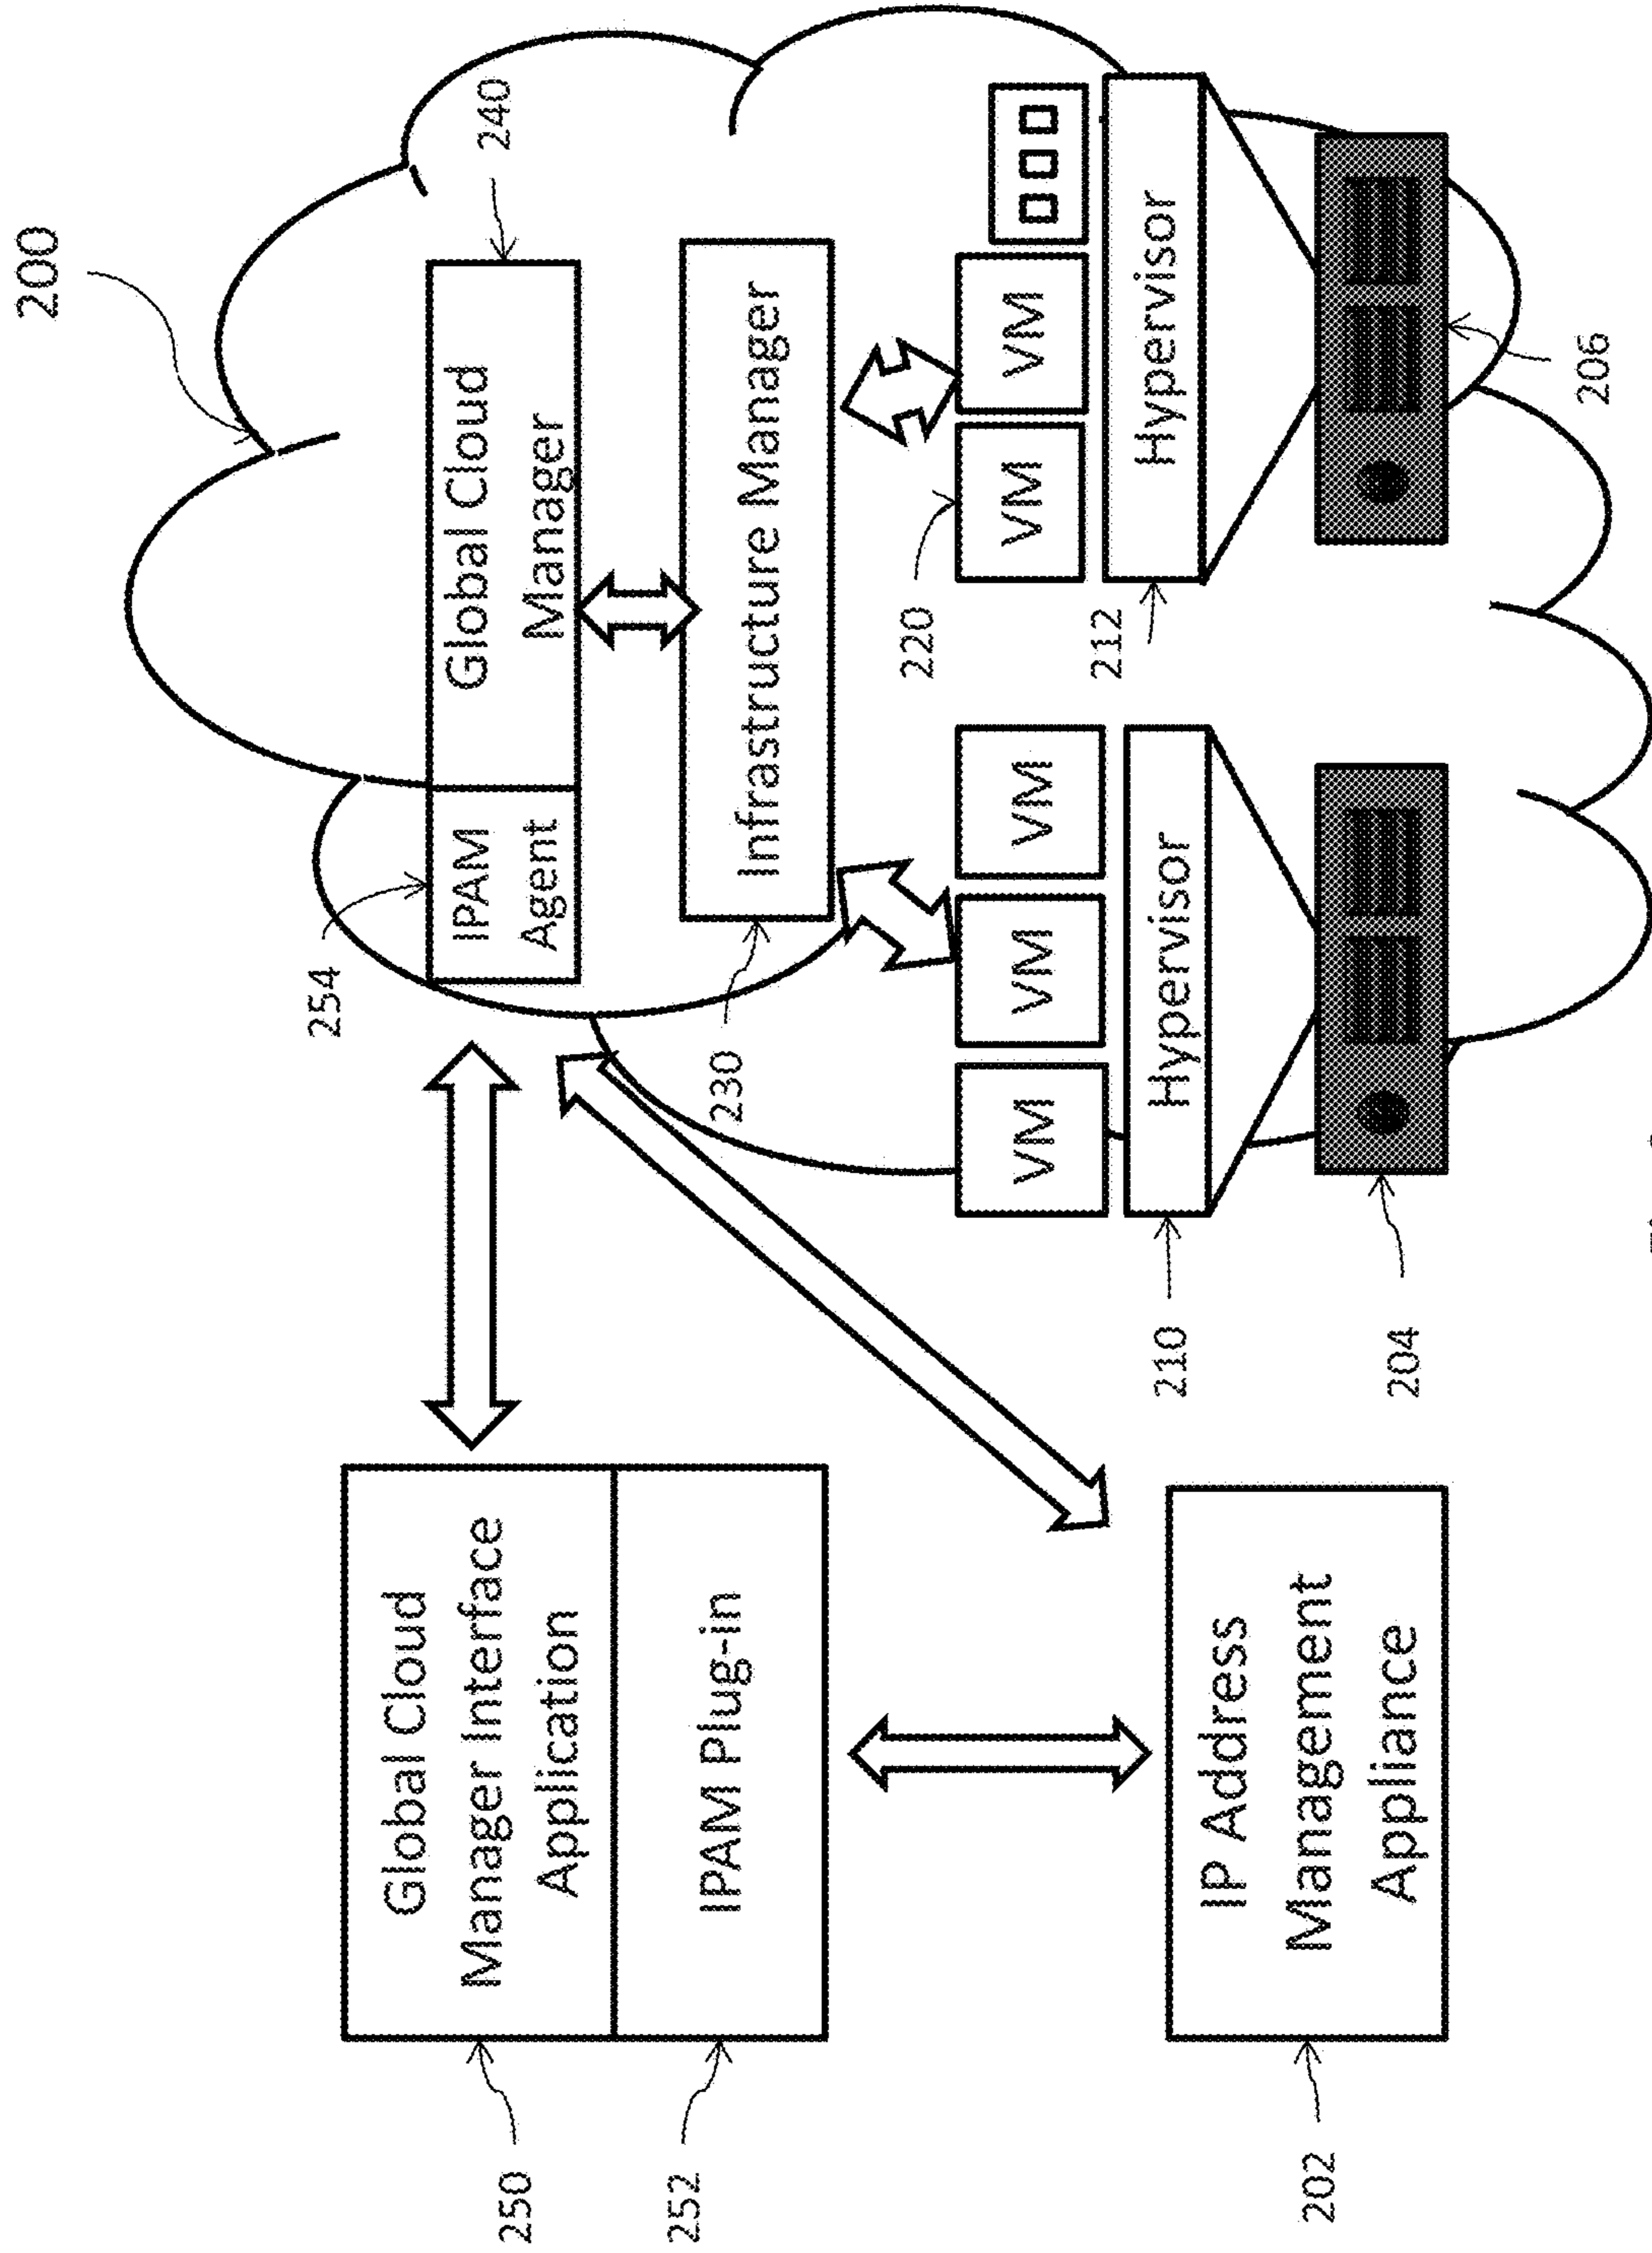 200
240
254
Global Cloud
Manager
IPAM
Agent
Infrastructure Manager
230
220
VM
VM
VM
VM
VM
Hypervisor
Hypervisor
212
210
206
204
Global Cloud
Manager Interface
Application
IPAM Plug-in
250
252
IP Address
Management
Appliance
202